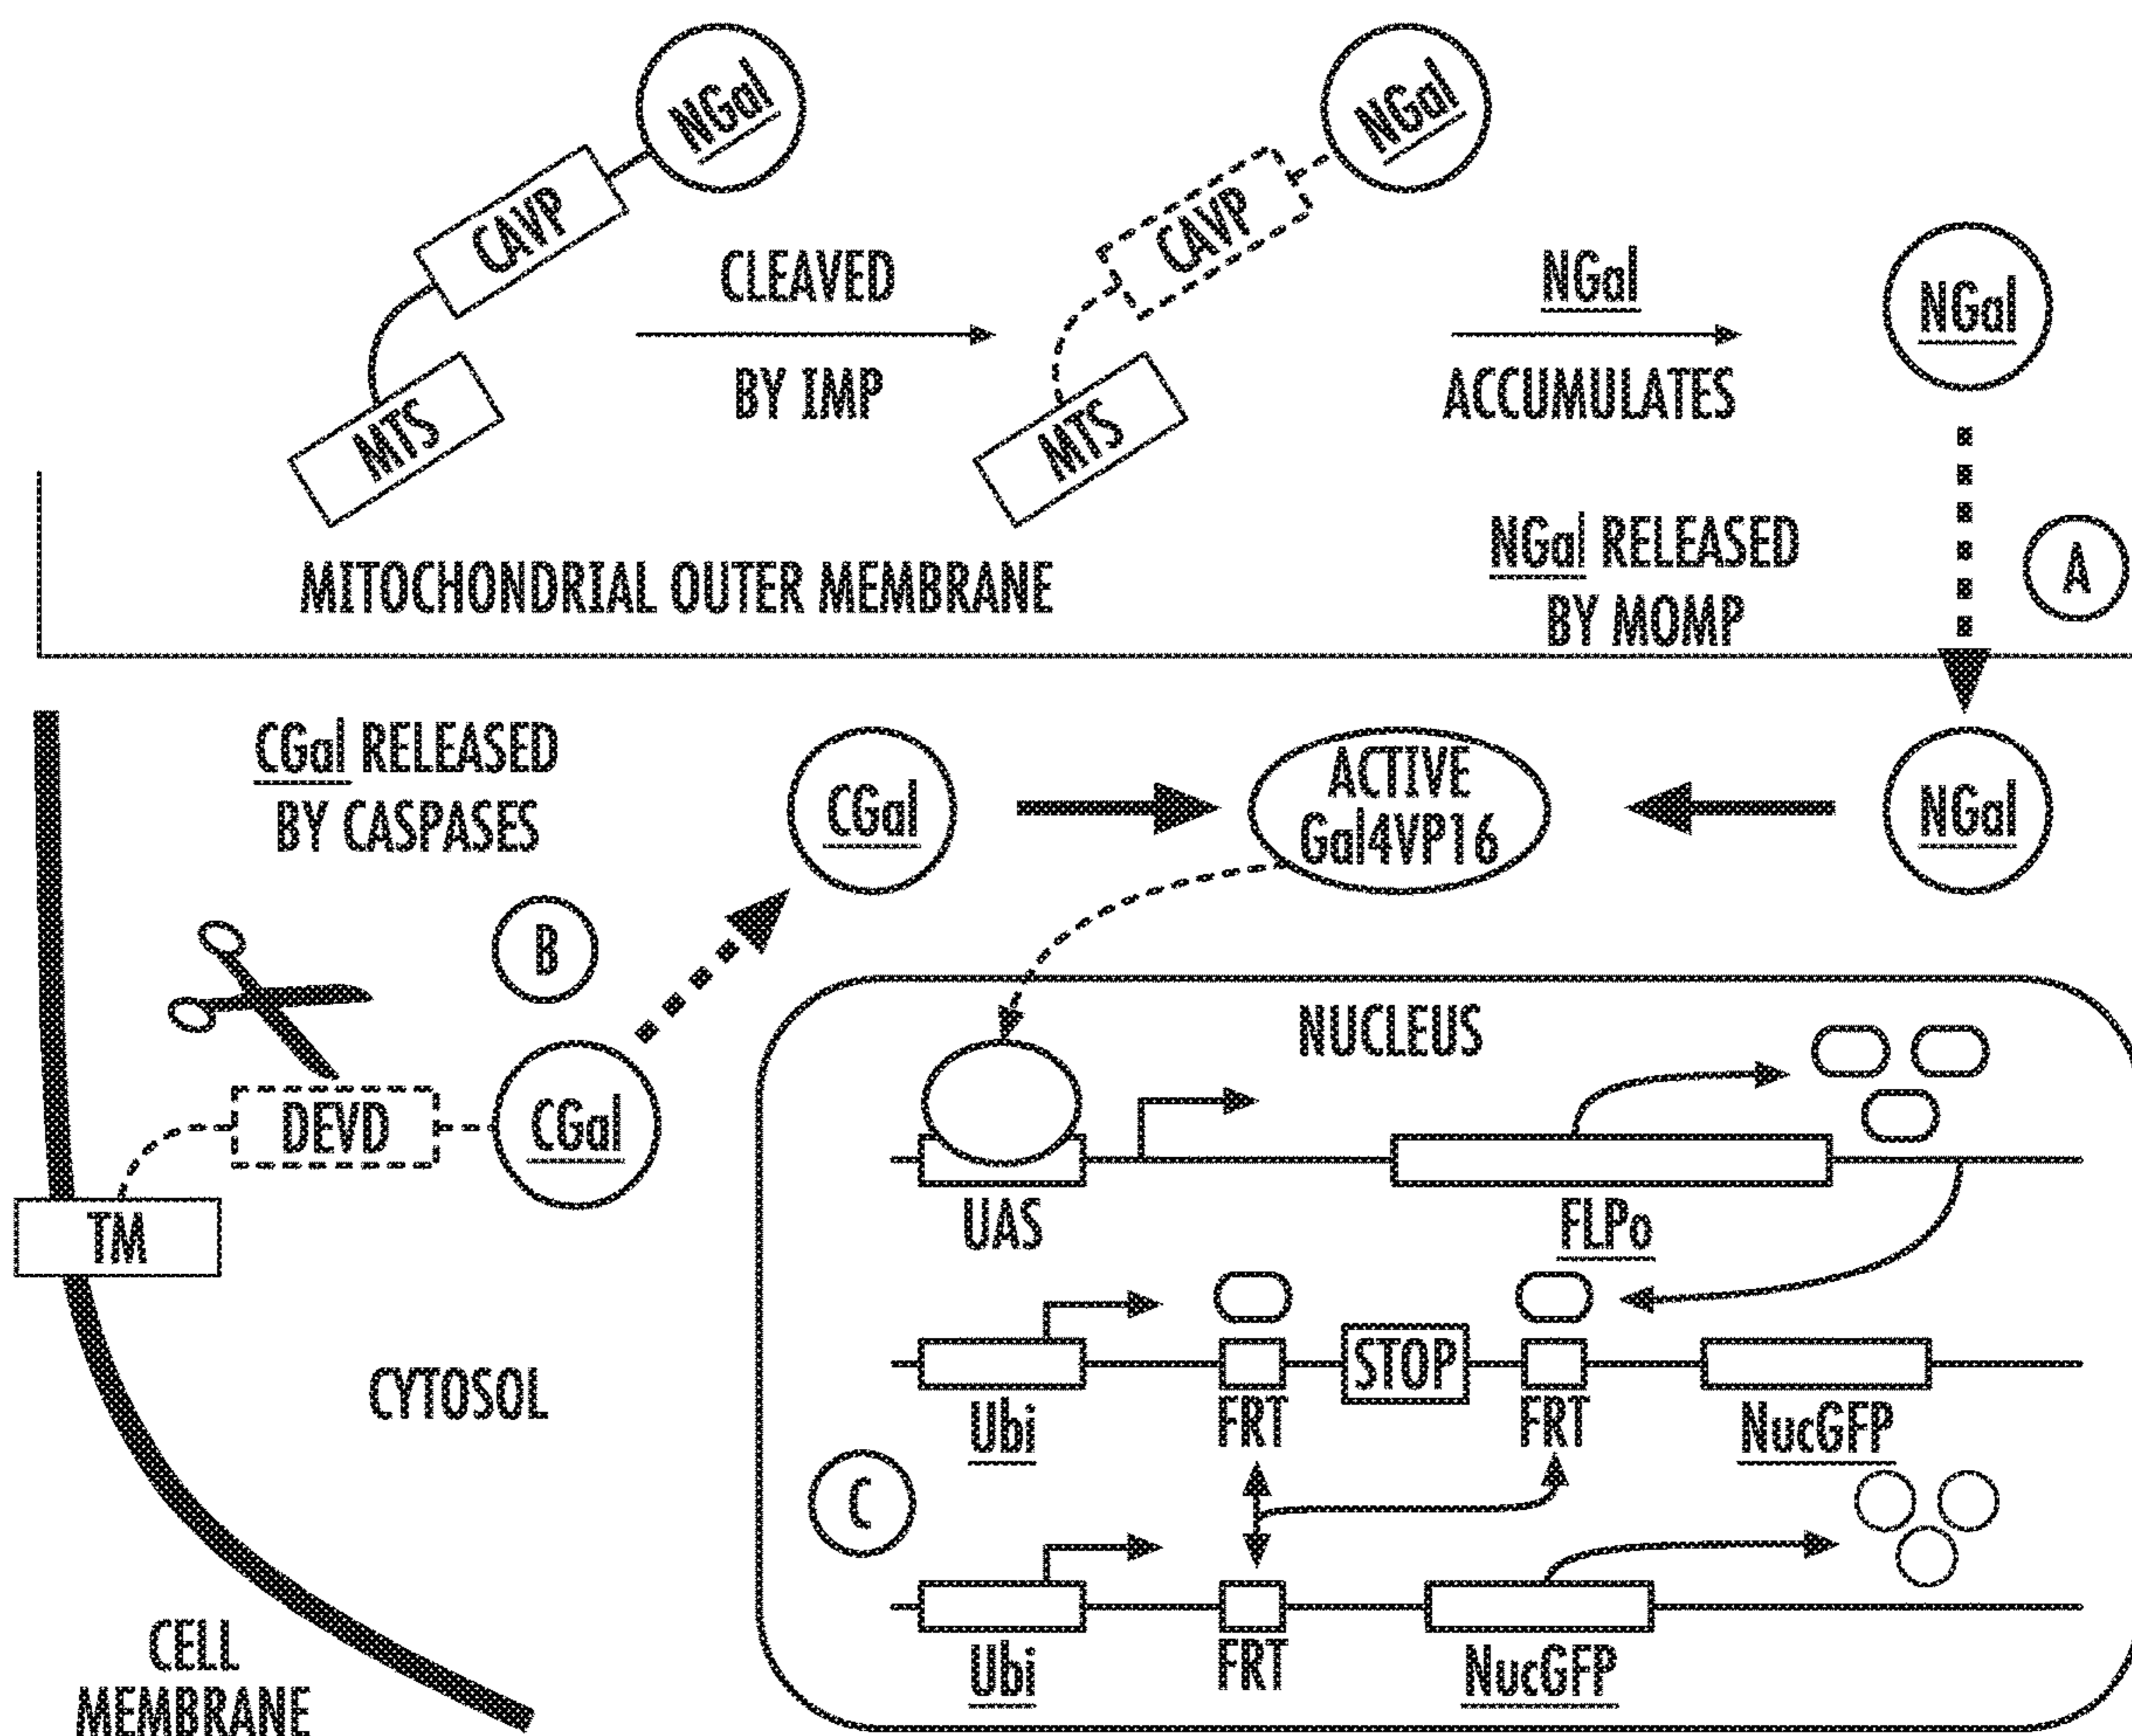 NGal
CAVP
MTS
CLEAVED
BY IMP
NGal
CAVP
MTS
NGal
ACCUMULATES
NGal
MITOCHONDRIAL OUTER MEMBRANE
NGal RELEASED
BY MOMP
A
CGal RELEASED
BY CASPASES
CGal
ACTIVE
Gal4VP16
NGal
B
DEVD
CGal
TM
CYTOSOL
CELL
MEMBRANE
NUCLEUS
UAS
FLPo
STOP
Ubi
FRT
FRT
NucGFP
C
Ubi
FRT
NucGFP